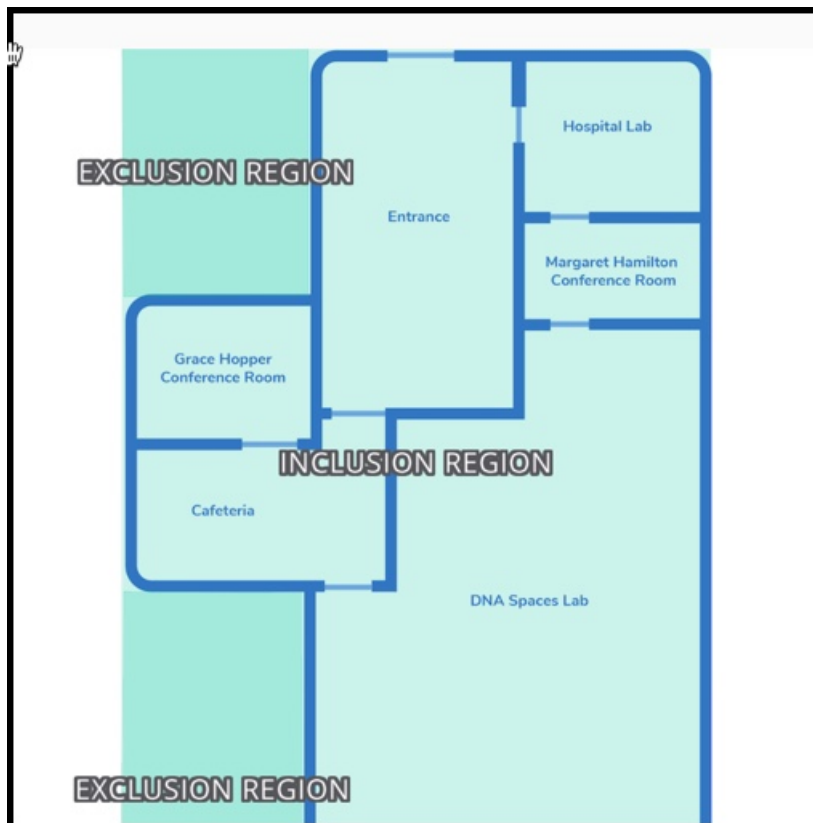 Hospital Lab
EXCLUSION REGION
Entrance
Margaret Hamilton
Conference Room
Grace Hopper
Conference Room
INCLUSION REGION
Cafeteria
DNA Spaces Lab
EXCLUSION REGION